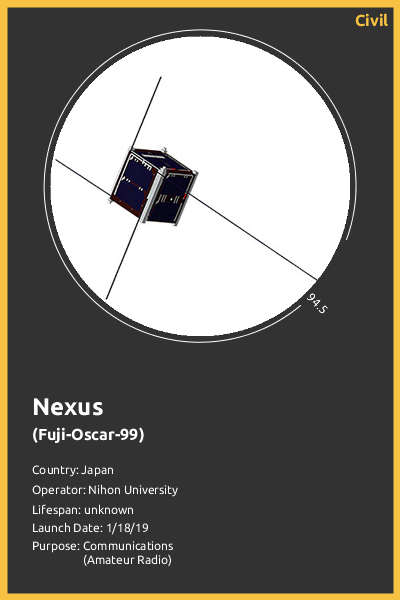 Civil
94.5
Nexus
(Fuji-Oscar-99)
Country: Japan
Operator: Nihon University
Lifespan: unknown
Launch Date: 1/18/19
Purpose: Communications
(Amateur Radio)